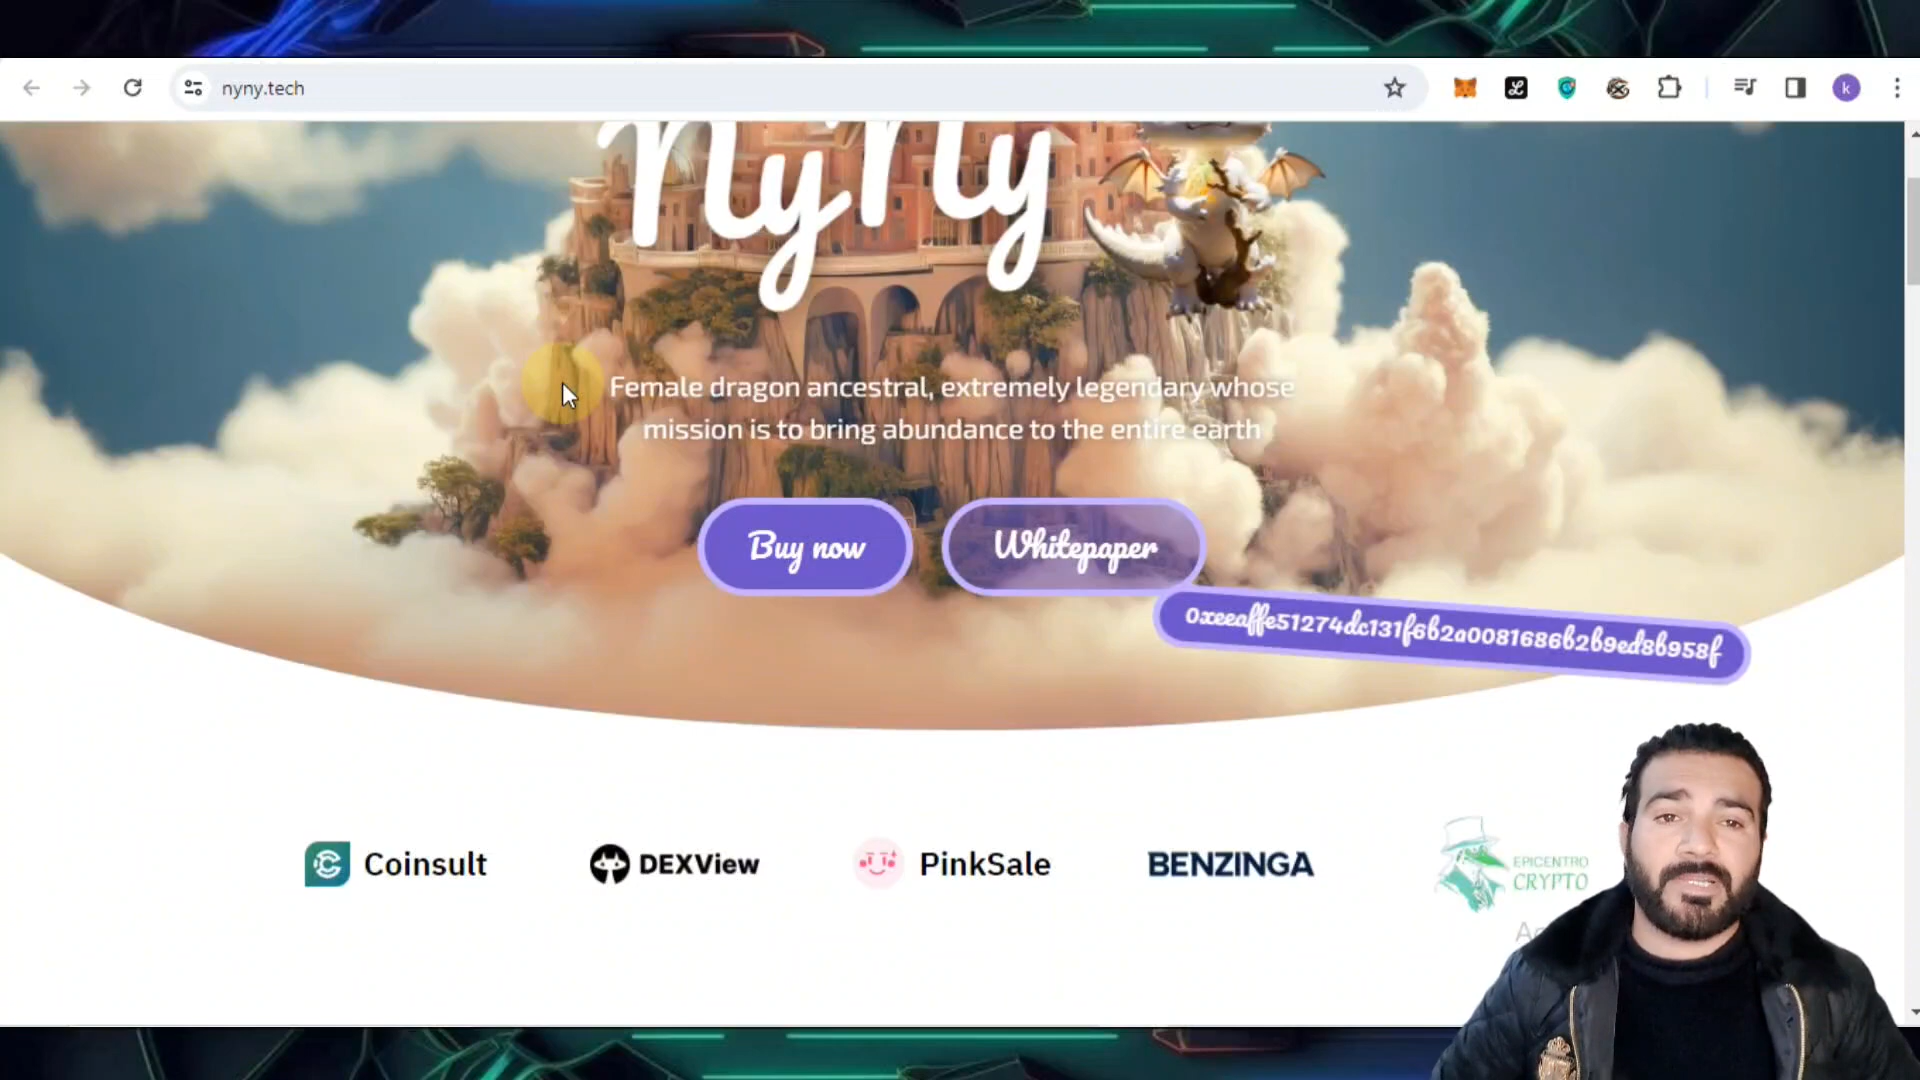 nyny.tech
k
NyNy
Female dragon ancestral, extremely legendary whose
mission is to bring abundance to the entire earth
Buy now
Whitepaper
0xeeaffe51274dc131f6b2a0081686b2b9ed8b958f
Coinsult
DEXView
PinkSale
BENZINGA
EPICENTRO
CRYPTO